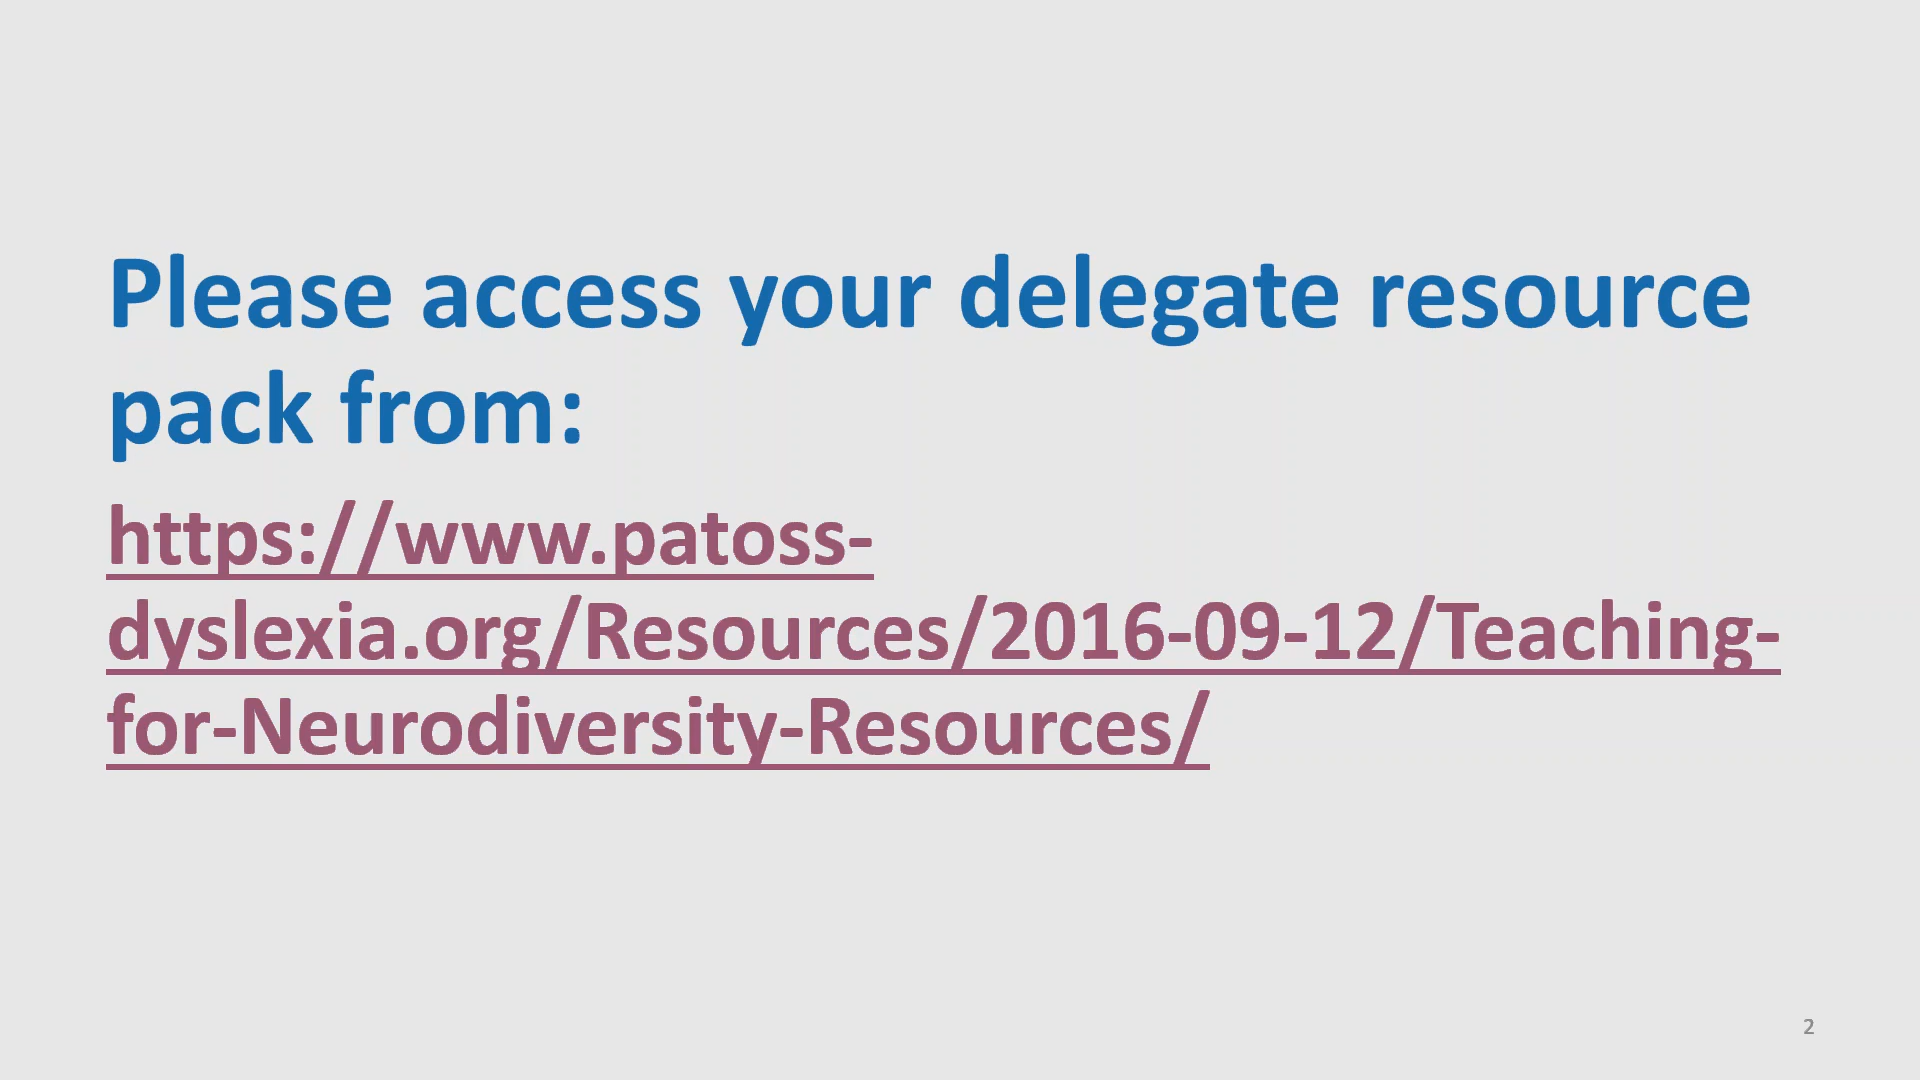 Please access your delegate resource
pack from:
https://www.patoss-
dyslexia.org/Resources/2016-09-12/Teaching-
for-Neurodiversity-Resources/
2